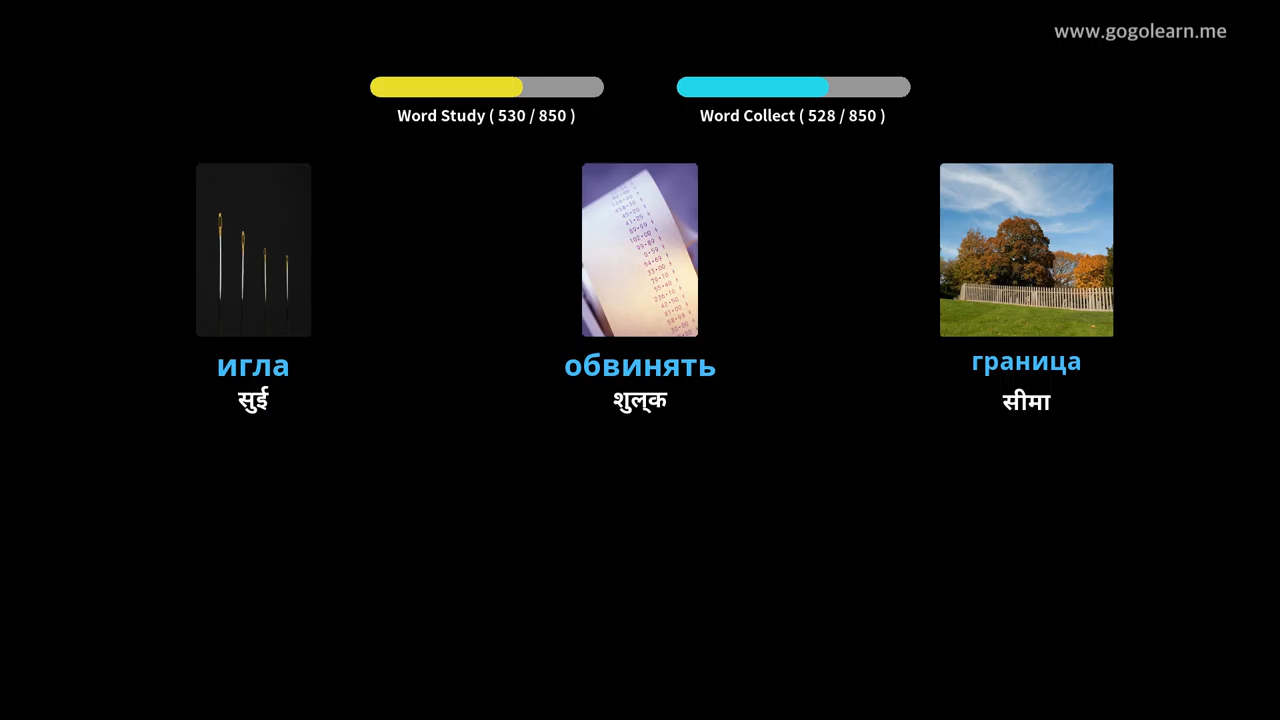 www.gogolearn.me
Word Study ( 530 / 850 )
Word Collect ( 528 / 850 )
игла
обвинять
граница
सुई
शुल्क
सीमा